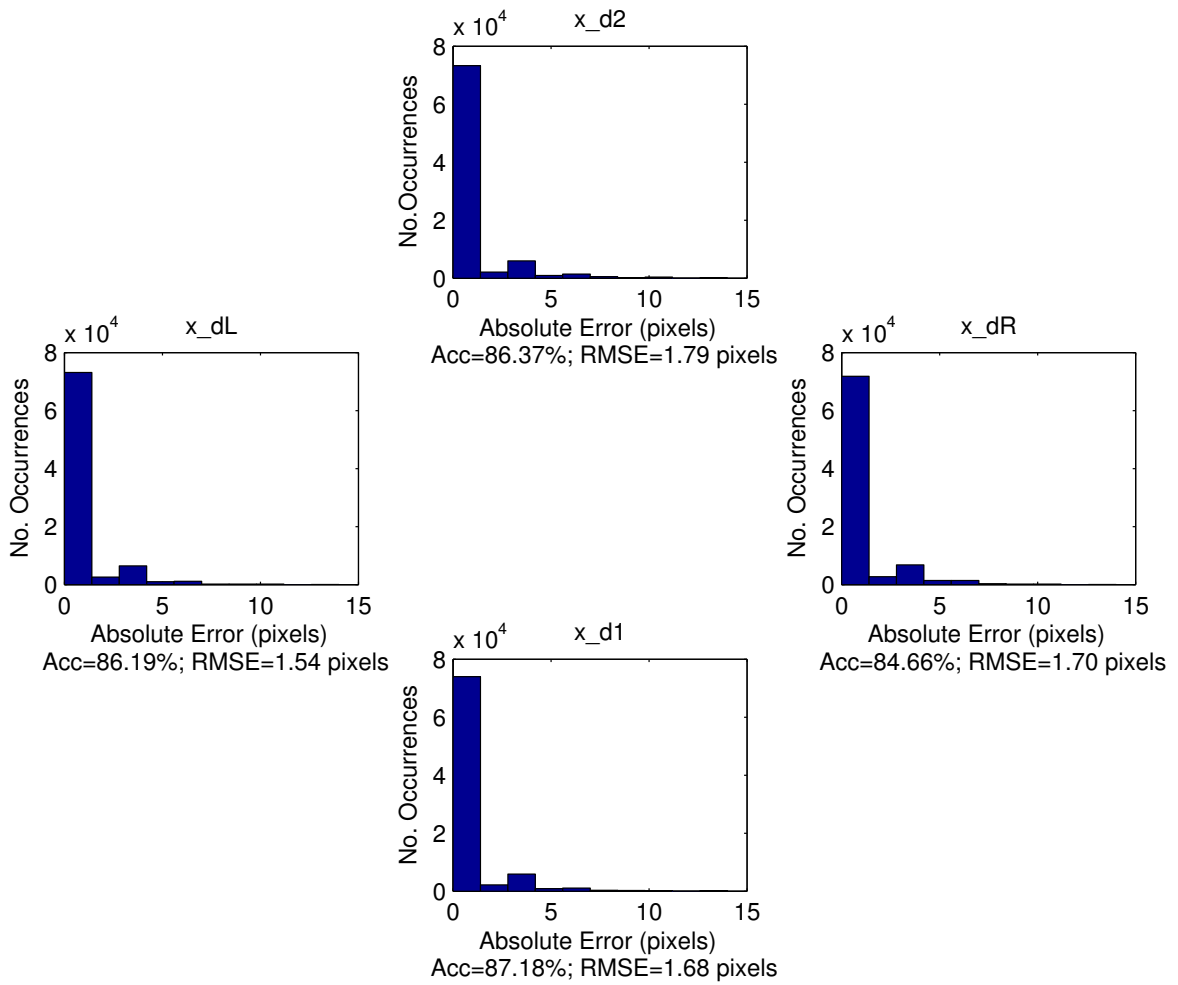 x 10^4
x_d2
8
6
4
2
0
No.Occurrences
0 5 10 15
Absolute Error (pixels)
Acc=86.37%; RMSE=1.79 pixels
x 10^4
x_dL
8
6
4
2
0
No. Occurrences
0 5 10 15
Absolute Error (pixels)
Acc=86.19%; RMSE=1.54 pixels
x 10^4
x_dR
8
6
4
2
0
No. Occurrences
0 5 10 15
Absolute Error (pixels)
Acc=84.66%; RMSE=1.70 pixels
x 10^4
x_d1
8
6
4
2
0
No. Occurrences
0 5 10 15
Absolute Error (pixels)
Acc=87.18%; RMSE=1.68 pixels